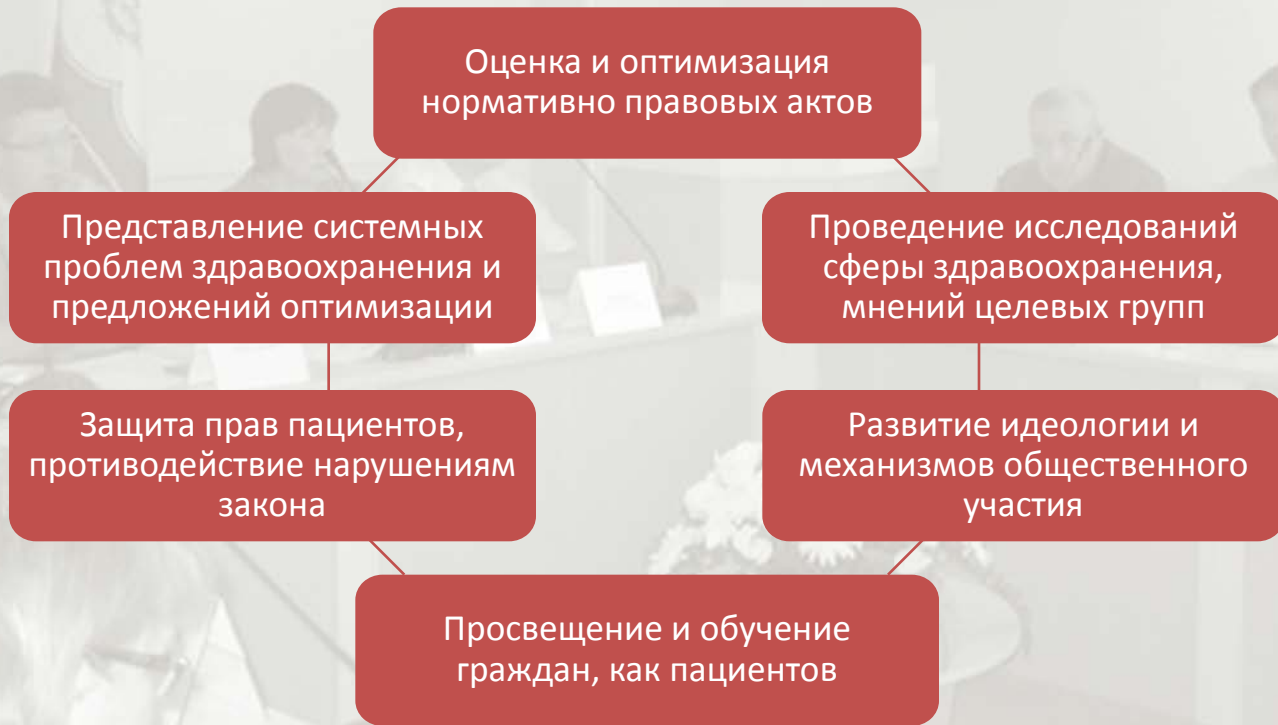 Оценка и оптимизация
нормативно правовых актов
Представление системных
проблем здравоохранения и
предложений оптимизации
Проведение исследований
сферы здравоохранения,
мнений целевых групп
Защита прав пациентов,
противодействие нарушениям
закона
Развитие идеологии и
механизмов общественного
участия
Просвещение и обучение
граждан, как пациентов